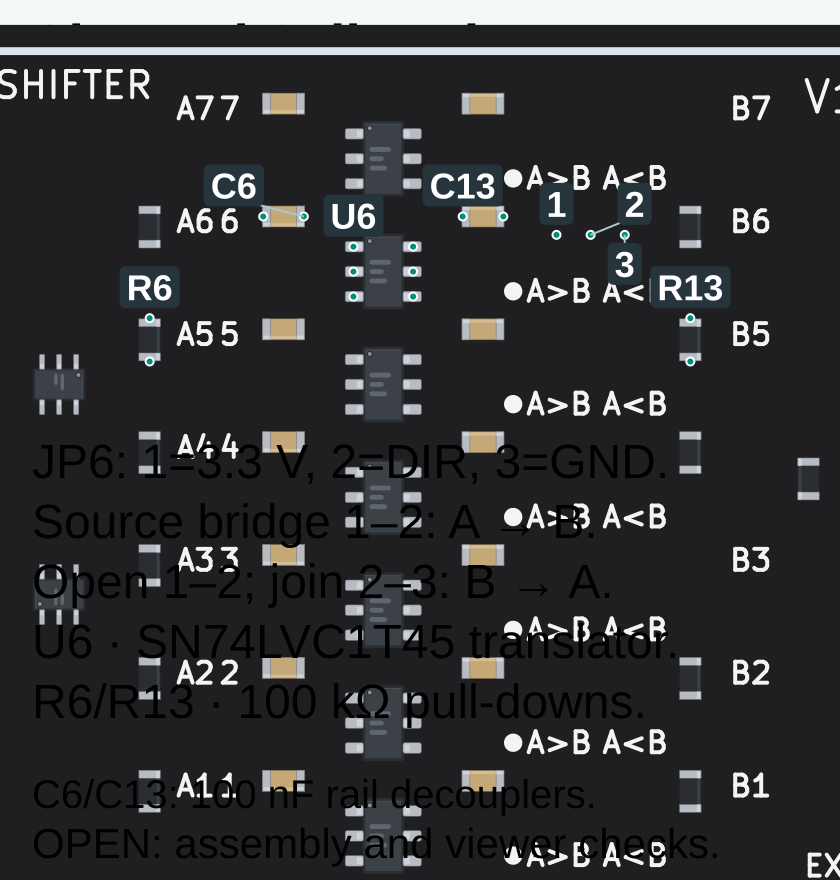 SHIFTER
V1
A7 7
B7
A>B A<B
C6
C13
1
2
U6
A6 6
B6
3
A>B A<
R6
R13
A5 5
B5
A>B A<B
A4 4
JP6: 1=3.3 V, 2=DIR, 3=GND.
Source bridge 1–2: A → B.
A>B A<B
A3 3
B3
Open 1–2; join 2–3: B → A.
A>B A<B
U6 · SN74LVC1T45 translator.
A2 2
B2
R6/R13 · 100 kΩ pull-downs.
A>B A<B
A1 1
B1
C6/C13: 100 nF rail decouplers.
OPEN: assembly and viewer checks.
A>B A<B
EX